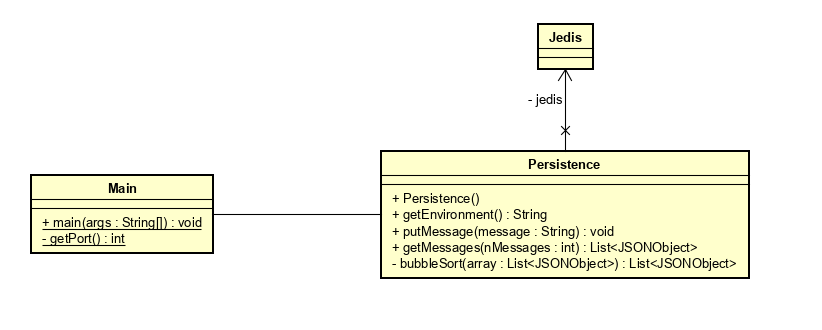 Jedis
- jedis
Main
+ main(args : String[]) : void
- getPort() : int
Persistence
+ Persistence()
+ getEnvironment() : String
+ putMessage(message : String) : void
+ getMessages(nMessages : int) : List<JSONObject>
- bubbleSort(array : List<JSONObject>) : List<JSONObject>